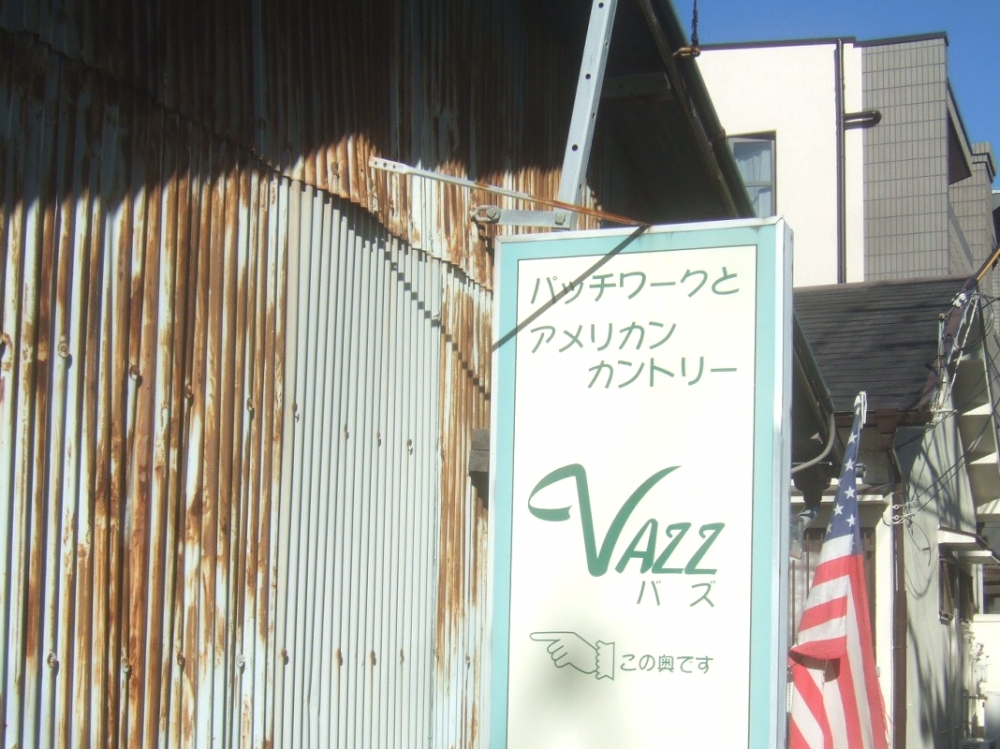 パッチワークと
アメリカン
カントリー
VAZZ
バズ
この奥です